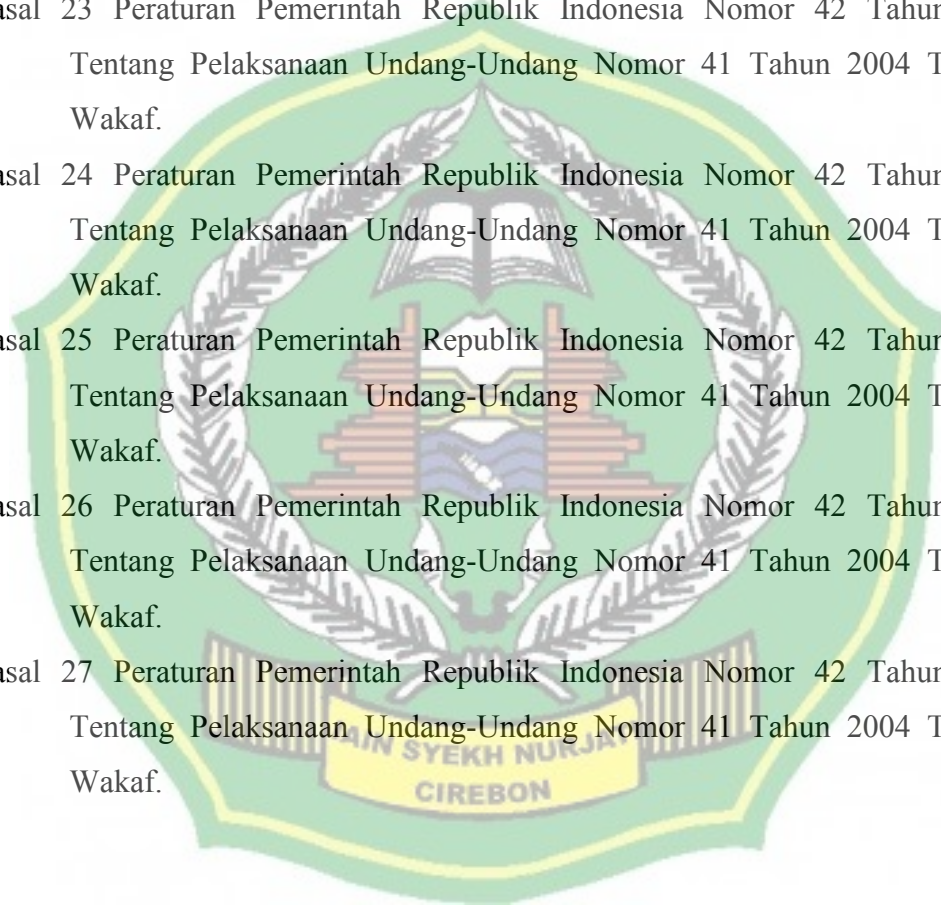 asal 23 Peraturan Pemerintah Republik Indonesia Nomor 42 Tahun
Tentang Pelaksanaan Undang-Undang Nomor 41 Tahun 2004 T
Wakaf.
asal 24 Peraturan Pemerintah Republik Indonesia Nomor 42 Tahun
Tentang Pelaksanaan Undang-Undang Nomor 41 Tahun 2004 T
Wakaf.
asal 25 Peraturan Pemerintah Republik Indonesia Nomor 42 Tahun
Tentang Pelaksanaan Undang-Undang Nomor 41 Tahun 2004 T
Wakaf.
asal 26 Peraturan Pemerintah Republik Indonesia Nomor 42 Tahun
Tentang Pelaksanaan Undang-Undang Nomor 41 Tahun 2004 T
Wakaf.
asal 27 Peraturan Pemerintah Republik Indonesia Nomor 42 Tahun
Tentang Pelaksanaan Undang-Undang Nomor 41 Tahun 2004 T
Wakaf.
SYEKH
CIREBON